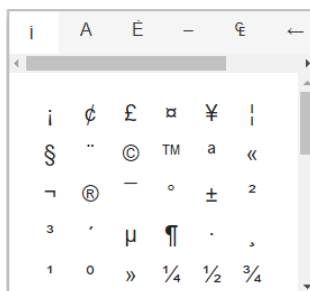 ¡ A È – ₠ ←
¡ ¢ £ ¤ ¥ ¦
§ ¨ © ™ ª «
¬ ® ¯ ° ± ²
³ ´ µ ¶ · ¸
¹ º » ¼ ½ ¾